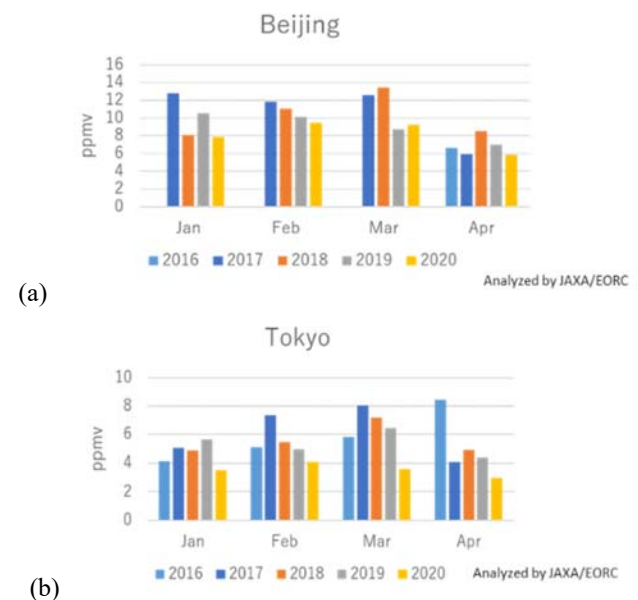 Beijing
16
14
12
10
8
6
4
2
0
ppmv
Jan Feb Mar Apr
2016 2017 2018 2019 2020
Analyzed by JAXA/EORC
(a)
Tokyo
10
8
6
4
2
0
ppmv
Jan Feb Mar Apr
2016 2017 2018 2019 2020
Analyzed by JAXA/EORC
(b)